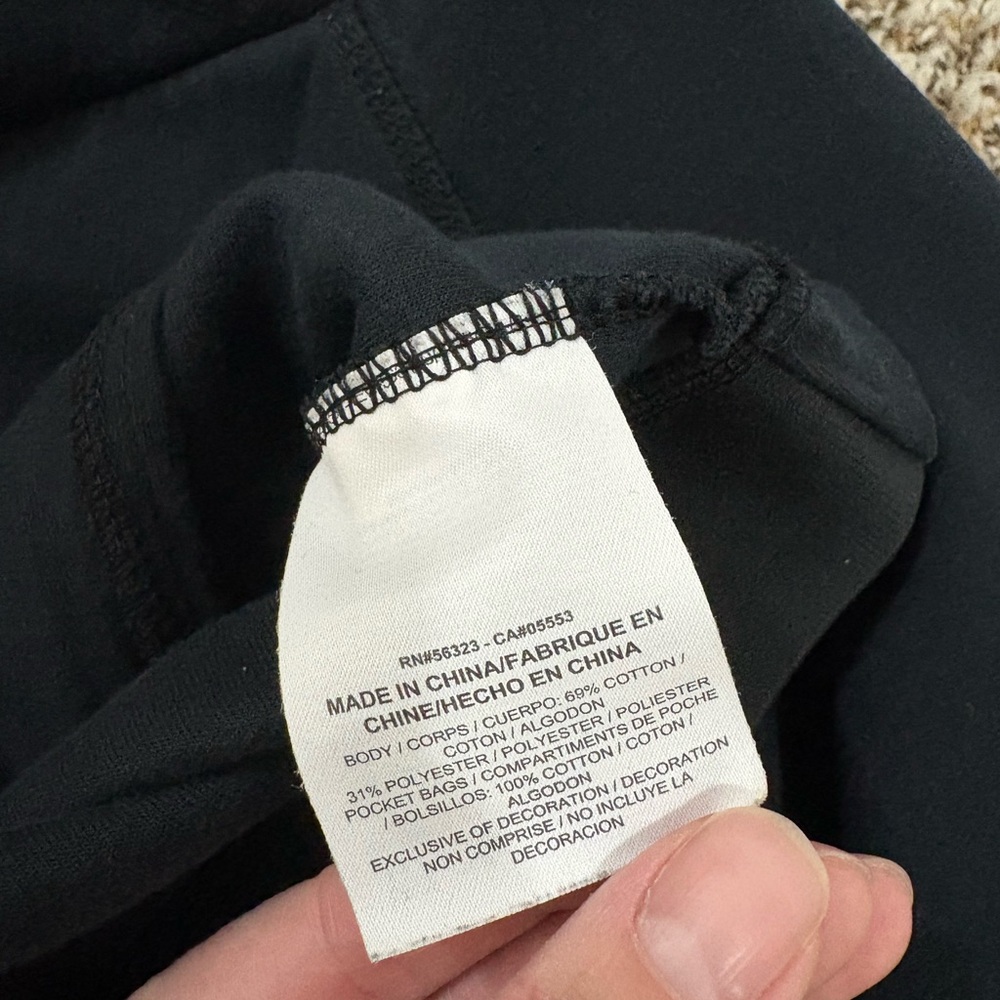 RN#56323 - CA#05553
MADE IN CHINA/FABRIQUE EN
CHINE/HECHO EN CHINA
BODY / CORPS / CUERPO: 69% COTTON /
COTON / ALGODON
31% POLYESTER / POLYESTER / POLIESTER
POCKET BAGS / COMPARTIMENTS DE POCHE
/ BOLSILLOS: 100% COTTON / COTON /
ALGODON
EXCLUSIVE OF DECORATION / DECORATION
NON COMPRISE / NO INCLUYE LA
DECORACION